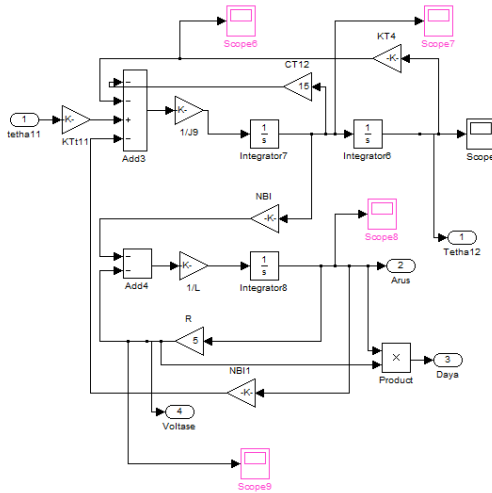 Scope6
Scope7
KT4
-K-
CT12
15
1
tetha11
K-
KTt11
−
−
+
−
Add3
K-
1/J9
1
s
Integrator7
1
s
Integrator6
Scope
NBI
-K-
Scope8
1
Tetha12
−
−
Add4
K-
1/L
1
s
Integrator8
2
Arus
R
5
NBI1
-K-
×
Product
3
Daya
4
Voltase
Scope9